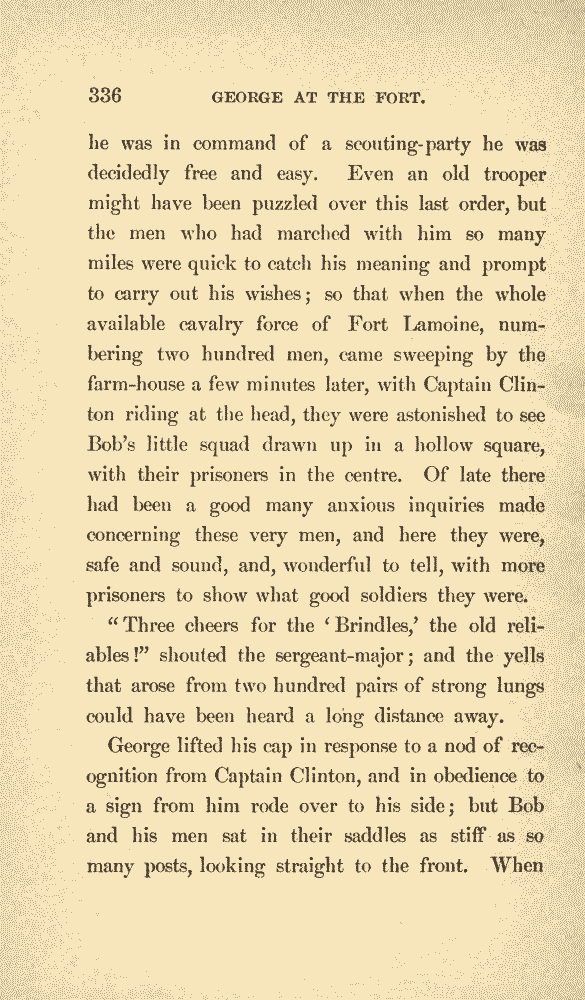 336 GEORGE AT THE FORT.
he was in command of a scouting-party he was
decidedly free and easy. Even an old trooper
might have been puzzled over this last order, but
the men who had marched with him so many
miles were quick to catch his meaning and prompt
to carry out his wishes; so that when the whole
available cavalry force of Fort Lamoine, num-
bering two hundred men, came sweeping by the
farm-house a few minutes later, with Captain Clin-
ton riding at the head, they were astonished to see
Bob's little squad drawn up in a hollow square,
with their prisoners in the centre. Of late there
had been a good many anxious inquiries made
concerning these very men, and here they were,
safe and sound, and, wonderful to tell, with more
prisoners to show what good soldiers they were.
"Three cheers for the 'Brindles,' the old reli-
ables!" shouted the sergeant-major; and the yells
that arose from two hundred pairs of strong lungs
could have been heard a long distance away.
George lifted his cap in response to a nod of rec-
ognition from Captain Clinton, and in obedience to
a sign from him rode over to his side; but Bob
and his men sat in their saddles as stiff as so
many posts, looking straight to the front. When